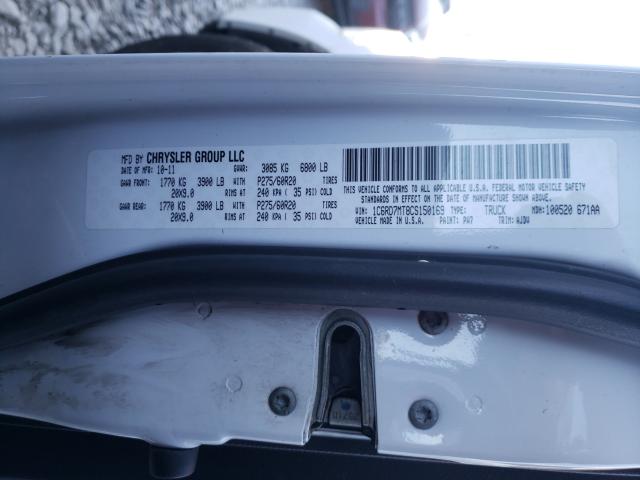 MFD BY CHRYSLER GROUP LLC
DATE OF MFR: 10-11 GVWR: 3085 KG 6800 LB
GAWR FRONT: 1770 KG 3900 LB WITH P275/60R20 TIRES
20X9.0 RIMS AT 240 KPA ( 35 PSI) COLD
GAWR REAR: 1770 KG 3900 LB WITH P275/60R20 TIRES
20X9.0 RIMS AT 240 KPA ( 35 PSI) COLD
THIS VEHICLE CONFORMS TO ALL APPLICABLE U.S.A. FEDERAL MOTOR VEHICLE SAFETY
STANDARDS IN EFFECT ON THE DATE OF MANUFACTURE SHOWN ABOVE.
VIN: 1C6RD7MT8CS150169 TYPE: TRUCK MDH: 100520 671AA
VEHICLE MADE IN U.S.A. PAINT: PW7 TRIM: AJDV